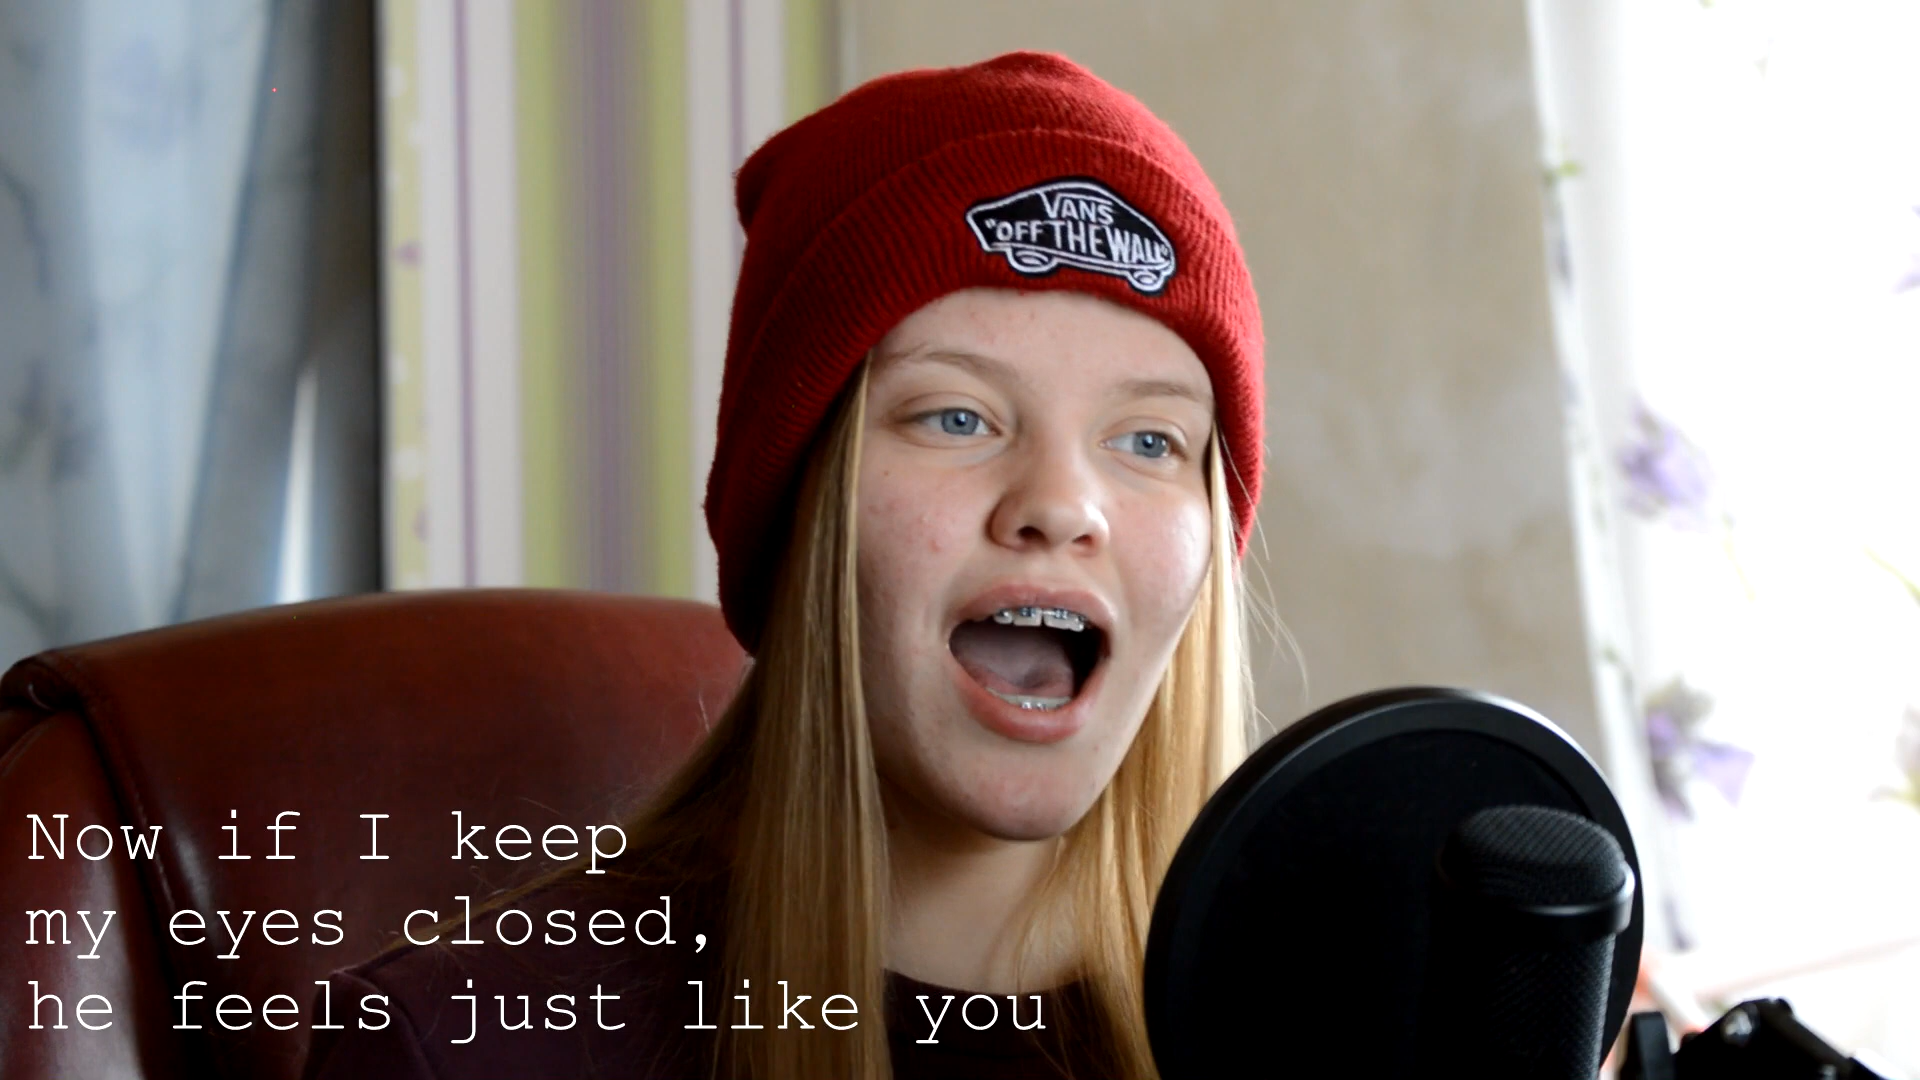 VANS
"OFF THE WALL"
Now if I keep
my eyes closed,
he feels just like you